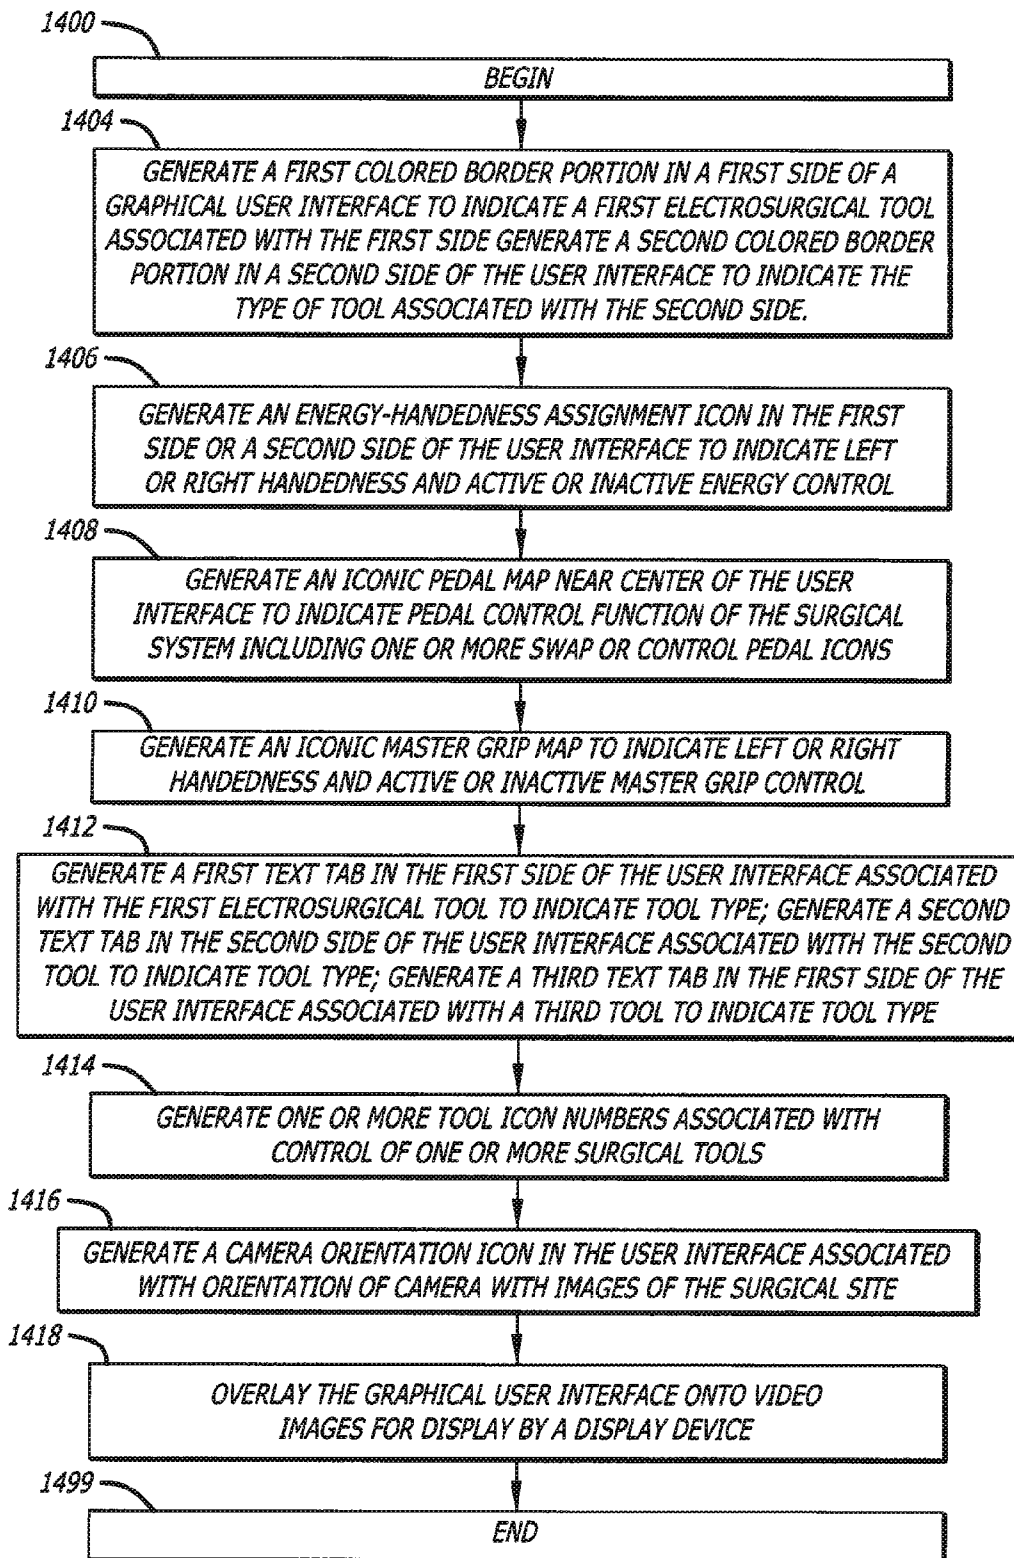 1400
BEGIN
1404
GENERATE A FIRST COLORED BORDER PORTION IN A FIRST SIDE OF A
GRAPHICAL USER INTERFACE TO INDICATE A FIRST ELECTROSURGICAL TOOL
ASSOCIATED WITH THE FIRST SIDE GENERATE A SECOND COLORED BORDER
PORTION IN A SECOND SIDE OF THE USER INTERFACE TO INDICATE THE
TYPE OF TOOL ASSOCIATED WITH THE SECOND SIDE.
1406
GENERATE AN ENERGY-HANDEDNESS ASSIGNMENT ICON IN THE FIRST
SIDE OR A SECOND SIDE OF THE USER INTERFACE TO INDICATE LEFT
OR RIGHT HANDEDNESS AND ACTIVE OR INACTIVE ENERGY CONTROL
1408
GENERATE AN ICONIC PEDAL MAP NEAR CENTER OF THE USER
INTERFACE TO INDICATE PEDAL CONTROL FUNCTION OF THE SURGICAL
SYSTEM INCLUDING ONE OR MORE SWAP OR CONTROL PEDAL ICONS
1410
GENERATE AN ICONIC MASTER GRIP MAP TO INDICATE LEFT OR RIGHT
HANDEDNESS AND ACTIVE OR INACTIVE MASTER GRIP CONTROL
1412
GENERATE A FIRST TEXT TAB IN THE FIRST SIDE OF THE USER INTERFACE ASSOCIATED
WITH THE FIRST ELECTROSURGICAL TOOL TO INDICATE TOOL TYPE; GENERATE A SECOND
TEXT TAB IN THE SECOND SIDE OF THE USER INTERFACE ASSOCIATED WITH THE SECOND
TOOL TO INDICATE TOOL TYPE; GENERATE A THIRD TEXT TAB IN THE FIRST SIDE OF THE
USER INTERFACE ASSOCIATED WITH A THIRD TOOL TO INDICATE TOOL TYPE
1414
GENERATE ONE OR MORE TOOL ICON NUMBERS ASSOCIATED WITH
CONTROL OF ONE OR MORE SURGICAL TOOLS
1416
GENERATE A CAMERA ORIENTATION ICON IN THE USER INTERFACE ASSOCIATED
WITH ORIENTATION OF CAMERA WITH IMAGES OF THE SURGICAL SITE
1418
OVERLAY THE GRAPHICAL USER INTERFACE ONTO VIDEO
IMAGES FOR DISPLAY BY A DISPLAY DEVICE
1499
END